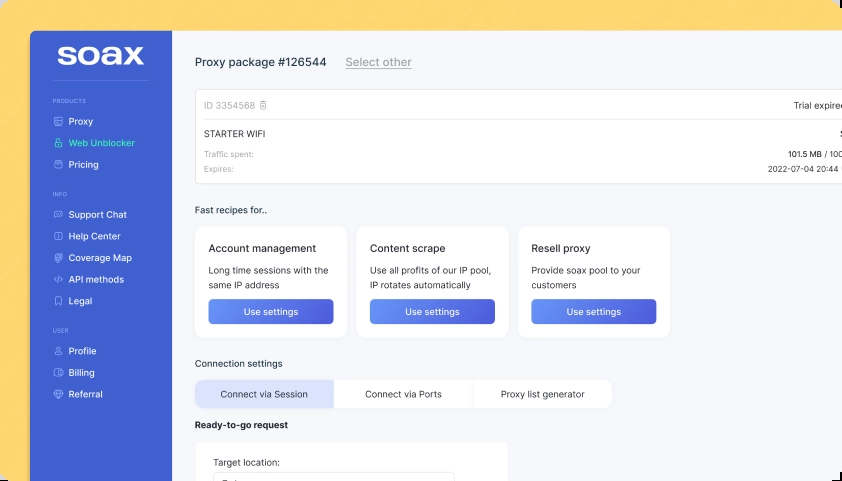 soax
PRODUCTS
Proxy
Web Unblocker
Pricing
INFO
Support Chat
Help Center
Coverage Map
API methods
Legal
USER
Profile
Billing
Referral
Proxy package #126544 Select other
ID 3354568 Trial expire
STARTER WIFI
Traffic spent: 101.5 MB / 100
Expires: 2022-07-04 20:44
Fast recipes for..
Account management
Long time sessions with the
same IP address
Use settings
Content scrape
Use all profits of our IP pool,
IP rotates automatically
Use settings
Resell proxy
Provide soax pool to your
customers
Use settings
Connection settings
Connect via Session Connect via Ports Proxy list generator
Ready-to-go request
Target location: